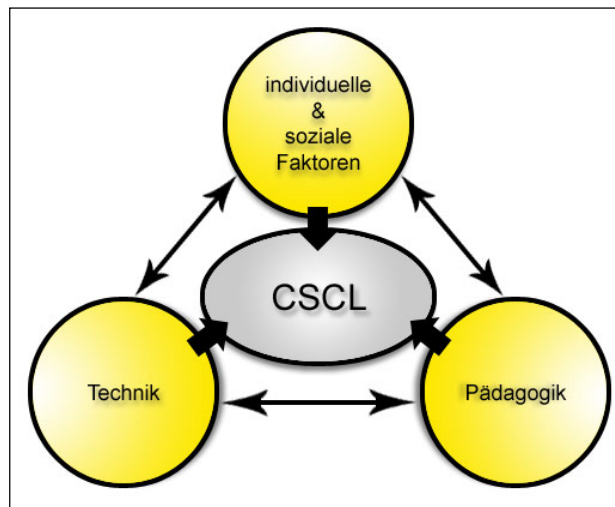 individuelle
&
soziale
Faktoren
CSCL
Technik
Pädagogik